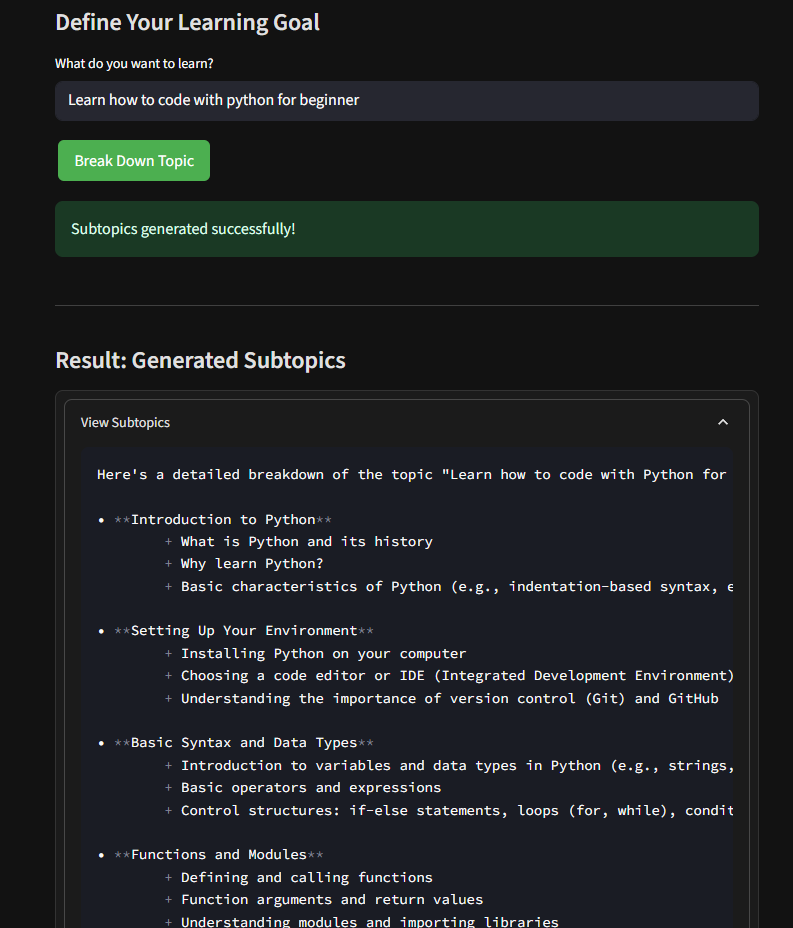 Define Your Learning Goal
What do you want to learn?
Learn how to code with python for beginner
Break Down Topic
Subtopics generated successfully!
Result: Generated Subtopics
View Subtopics
Here's a detailed breakdown of the topic "Learn how to code with Python for
• **Introduction to Python**
+ What is Python and its history
+ Why learn Python?
+ Basic characteristics of Python (e.g., indentation-based syntax, e
• **Setting Up Your Environment**
+ Installing Python on your computer
+ Choosing a code editor or IDE (Integrated Development Environment)
+ Understanding the importance of version control (Git) and GitHub
• **Basic Syntax and Data Types**
+ Introduction to variables and data types in Python (e.g., strings,
+ Basic operators and expressions
+ Control structures: if-else statements, loops (for, while), condit
• **Functions and Modules**
+ Defining and calling functions
+ Function arguments and return values
+ Understanding modules and importing libraries